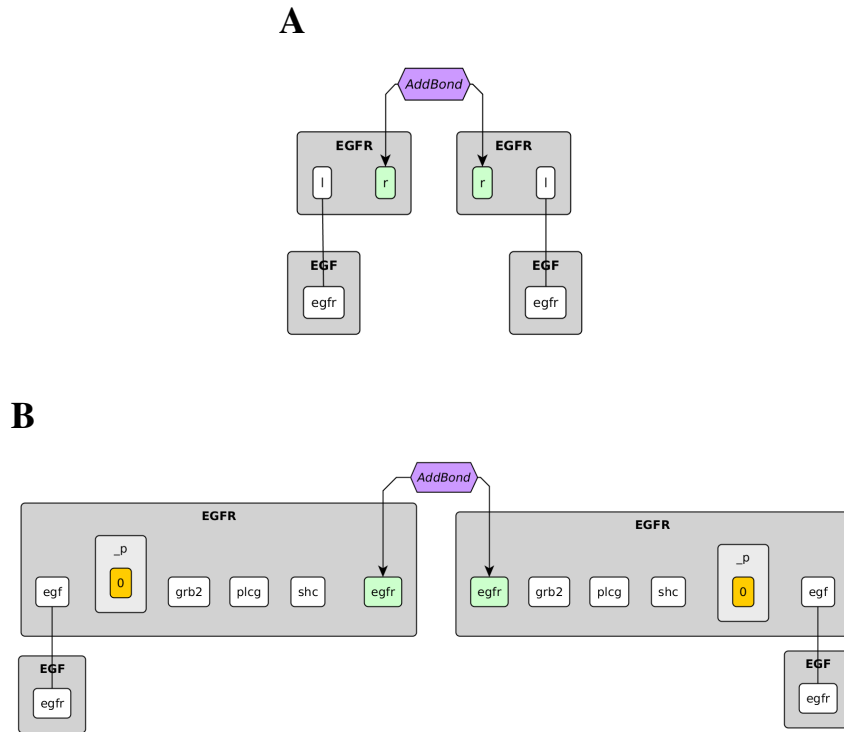 A
AddBond
EGFR EGFR
l r r l
EGF EGF
egfr egfr
B
AddBond
EGFR EGFR
_p _p
egf 0 grb2 plcg shc egfr egfr grb2 plcg shc 0 egf
EGF EGF
egfr egfr